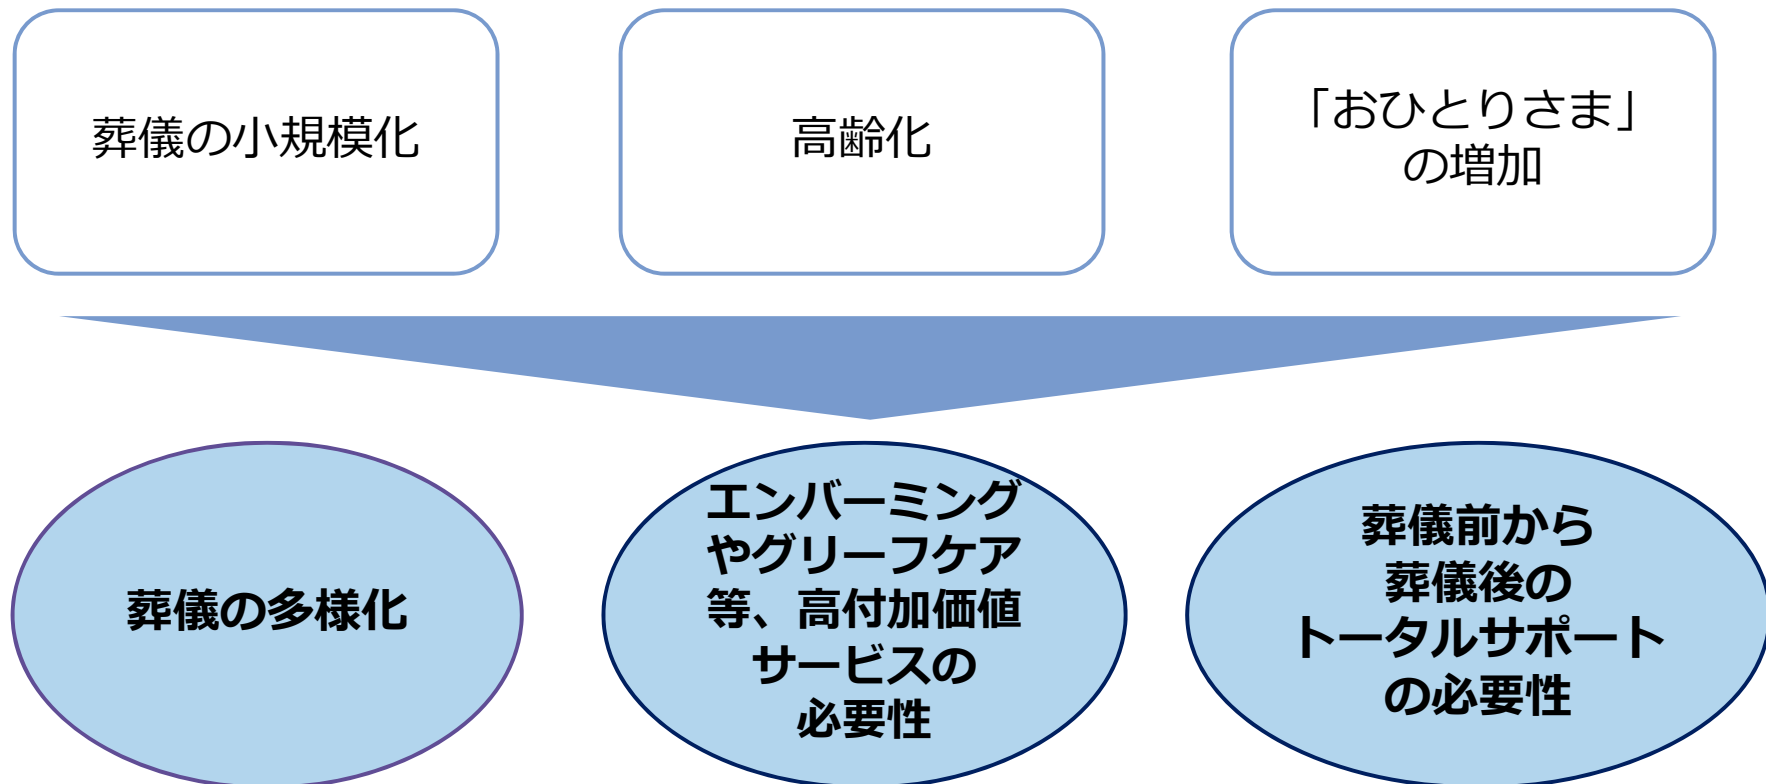 葬儀の小規模化
高齢化
「おひとりさま」
の増加
葬儀の多様化
エンバーミング
やグリーフケア
等、高付加価値
サービスの
必要性
葬儀前から
葬儀後の
トータルサポート
の必要性